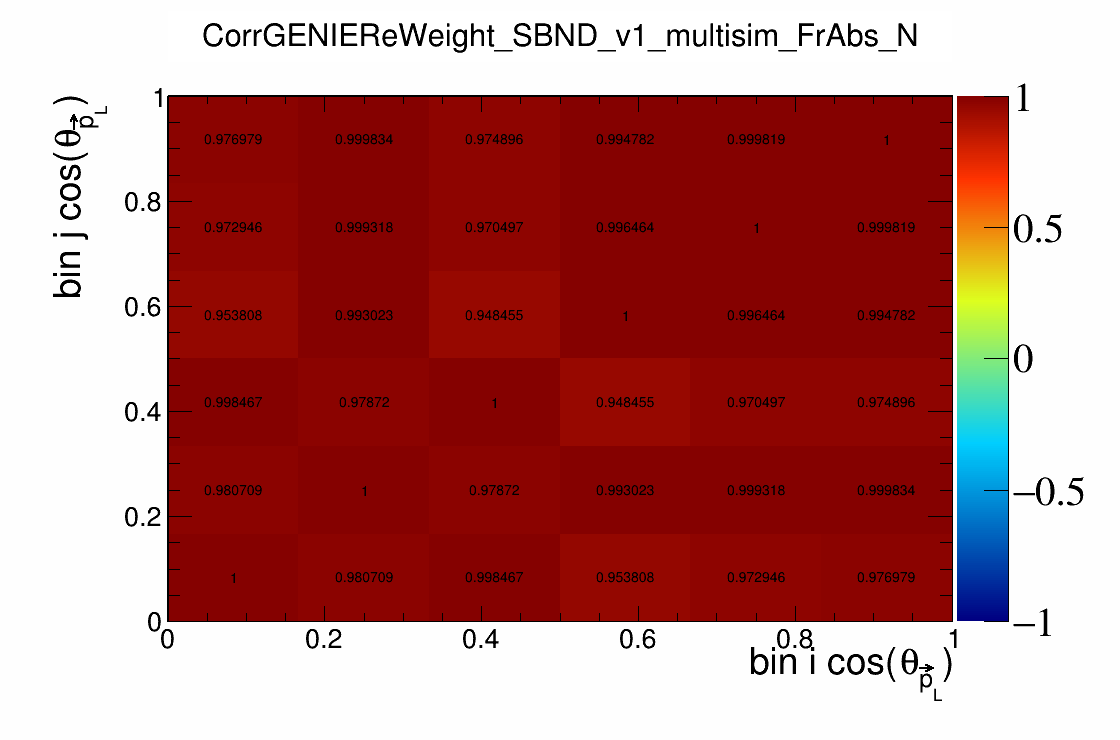 CorrGENIEReWeight_SBND_v1_multisim_FrAbs_N
bin j cos(θ_p⃗_L)
1
0.8
0.6
0.4
0.2
0
0.976979 0.999834 0.974896 0.994782 0.999819 1
0.972946 0.999318 0.970497 0.996464 1 0.999819
0.953808 0.993023 0.948455 1 0.996464 0.994782
0.998467 0.97872 1 0.948455 0.970497 0.974896
0.980709 1 0.97872 0.993023 0.999318 0.999834
1 0.980709 0.998467 0.953808 0.972946 0.976979
0 0.2 0.4 0.6 0.8 1
bin i cos(θ_p⃗_L)
1
0.5
0
−0.5
−1